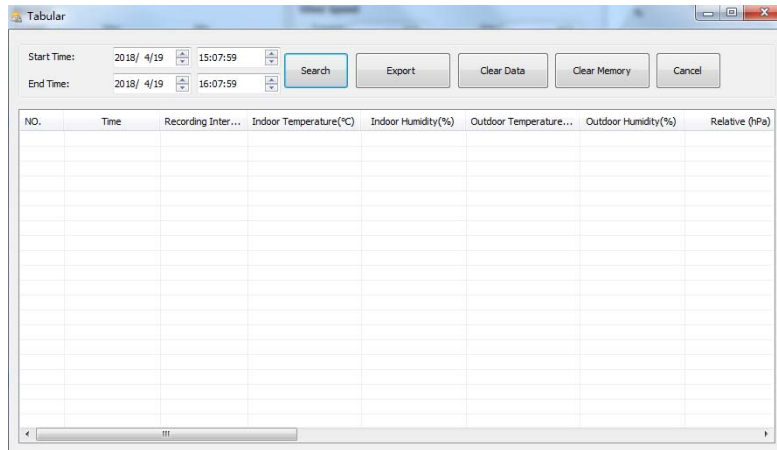 Tabular
Start Time: 2018/ 4/19 15:07:59
End Time: 2018/ 4/19 16:07:59
Search Export Clear Data Clear Memory Cancel
NO. Time Recording Inter... Indoor Temperature(°C) Indoor Humidity(%) Outdoor Temperature... Outdoor Humidity(%) Relative (hPa)